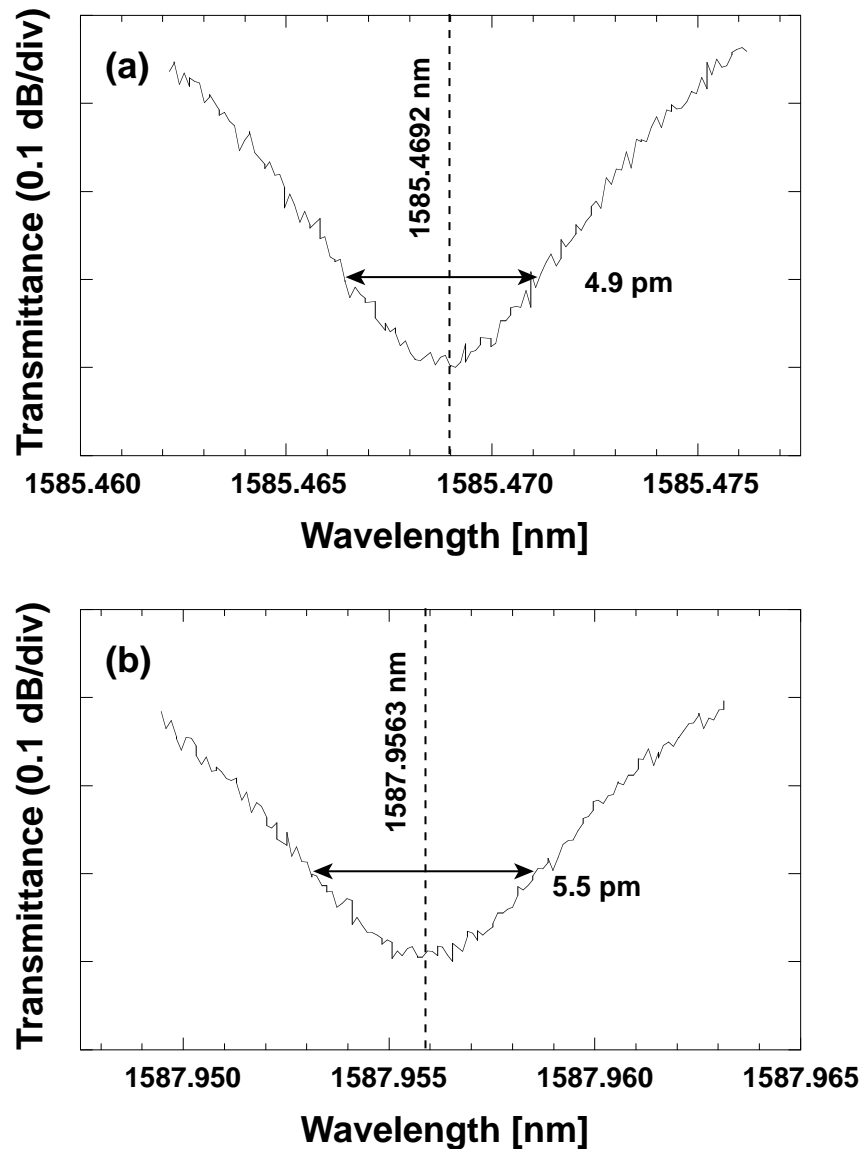 (a)
Transmittance (0.1 dB/div)
1585.4692 nm
4.9 pm
1585.460 1585.465 1585.470 1585.475
Wavelength [nm]
(b)
Transmittance (0.1 dB/div)
1587.9563 nm
5.5 pm
1587.950 1587.955 1587.960 1587.965
Wavelength [nm]